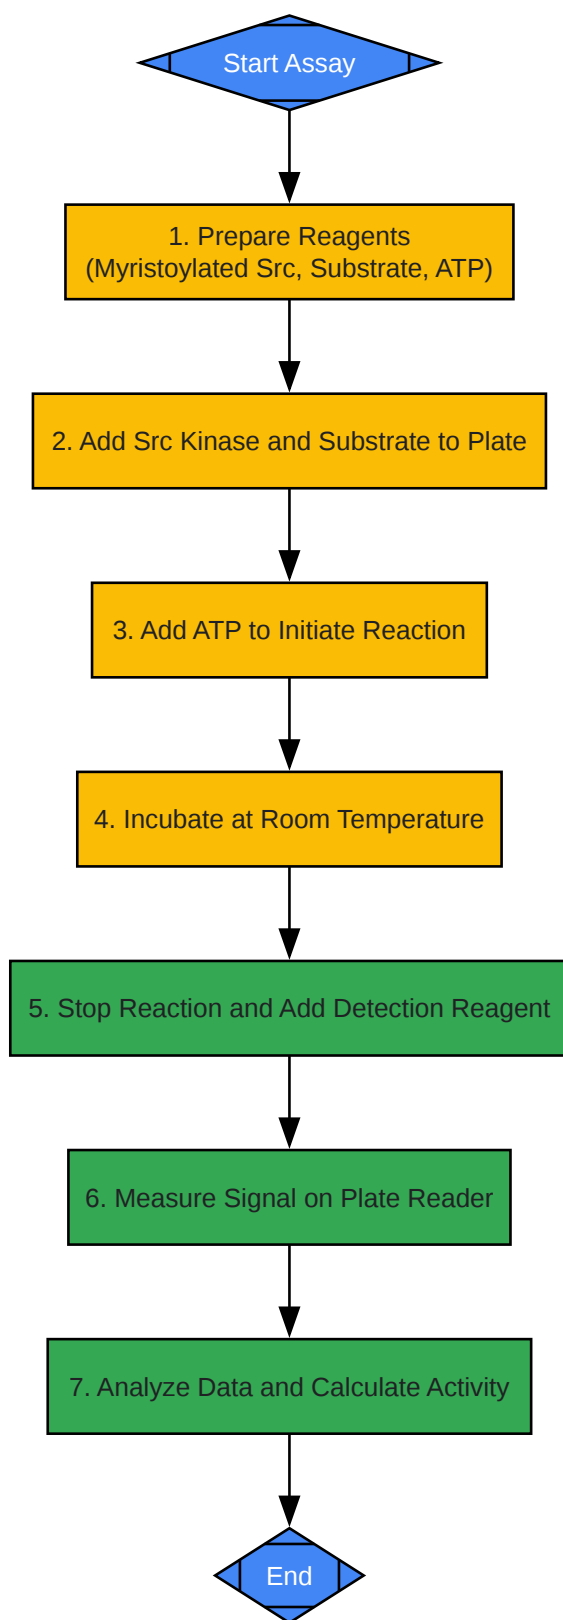 Start Assay
1. Prepare Reagents
(Myristoylated Src, Substrate, ATP)
2. Add Src Kinase and Substrate to Plate
3. Add ATP to Initiate Reaction
4. Incubate at Room Temperature
5. Stop Reaction and Add Detection Reagent
6. Measure Signal on Plate Reader
7. Analyze Data and Calculate Activity
End